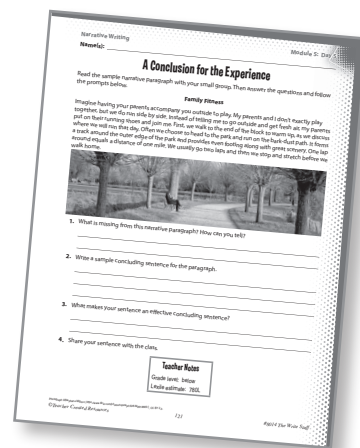 Narrative Writing
Module 5: Day 5
Name(s):
A Conclusion for the Experience
Read the sample narrative paragraph with your small group. Then answer the questions and follow
the prompts below.
Family Fitness
Imagine having your parents accompany you outside to play. My parents and I don't exactly play
together, but we do run side by side. Instead of telling me to go outside and get fresh air, my parents
put on their running shoes and join me. First, we walk to the end of the block to warm up, as we discuss
where we will run that day. Often we choose to head to the park and run on the bark-dust path. It forms
a track around the outer edge of the park and provides even footing along with great scenery. One lap
around equals a distance of one mile. We usually go two laps and then we stop and stretch before we
walk home.
1. What is missing from this narrative paragraph? How can you tell?
2. Write a sample concluding sentence for the paragraph.
3. What makes your sentence an effective concluding sentence?
4. Share your sentence with the class.
Teacher Notes
Grade level: below
Lexile estimate: 780L
©Teacher Created Resources
121
#8014 The Write Stuff